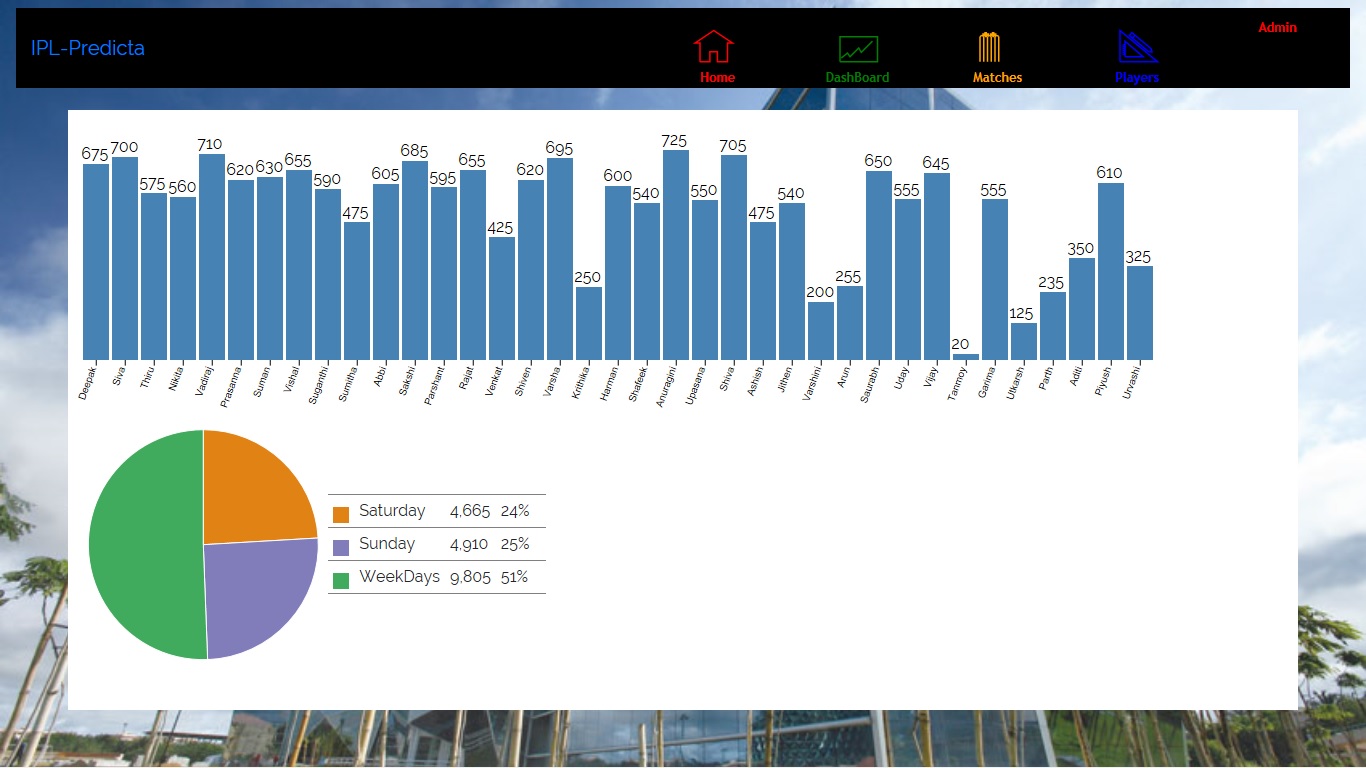 IPL-Predicta
Admin
Home DashBoard Matches Players
675 700 575 560 710 620 630 655 590 475 605 685 595 655 425 620 695 250 600 540 725 550 705 475 540 200 255 650 555 645 20 555 125 235 350 610 325
Deepak Siva Thiru Nikita Vadiraj Prasanna Suman Vishal Suganthi Sumitha Abbi Sakshi Parshant Rajat Venkat Shiven Varsha Krithika Harman Shafeek Anuragini Upasana Shiva Ashish Jithen Varshini Arun Saurabh Uday Vijay Tanmoy Garima Utkarsh Parth Aditi Piyush Urvashi
Saturday 4,665 24%
Sunday 4,910 25%
WeekDays 9,805 51%